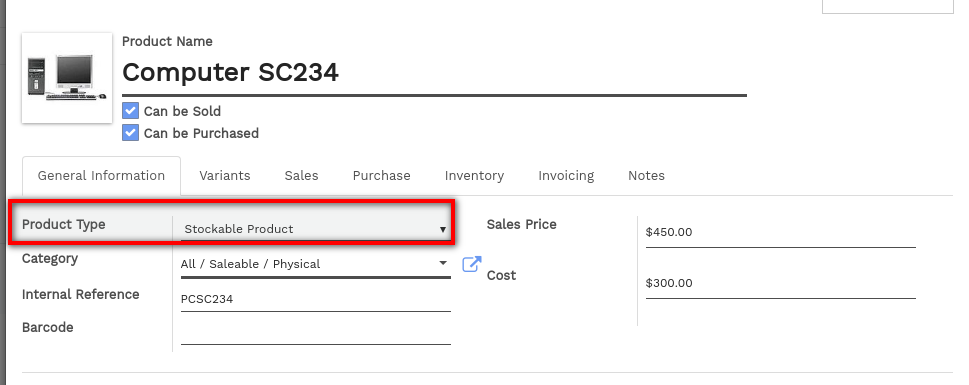 Product Name
Computer SC234
Can be Sold
Can be Purchased
General Information Variants Sales Purchase Inventory Invoicing Notes
Product Type Stockable Product
Category All / Saleable / Physical
Internal Reference PCSC234
Barcode
Sales Price $450.00
Cost $300.00